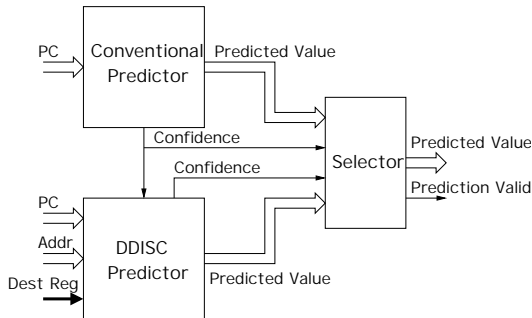 PC
Conventional
Predictor
Predicted Value
Confidence
Confidence
Selector
Predicted Value
Prediction Valid
PC
Addr
Dest Reg
DDISC
Predictor
Predicted Value